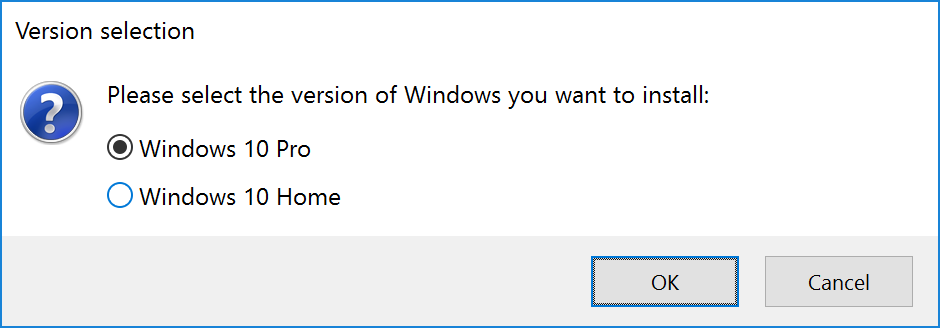 Version selection
Please select the version of Windows you want to install:
Windows 10 Pro
Windows 10 Home
OK
Cancel